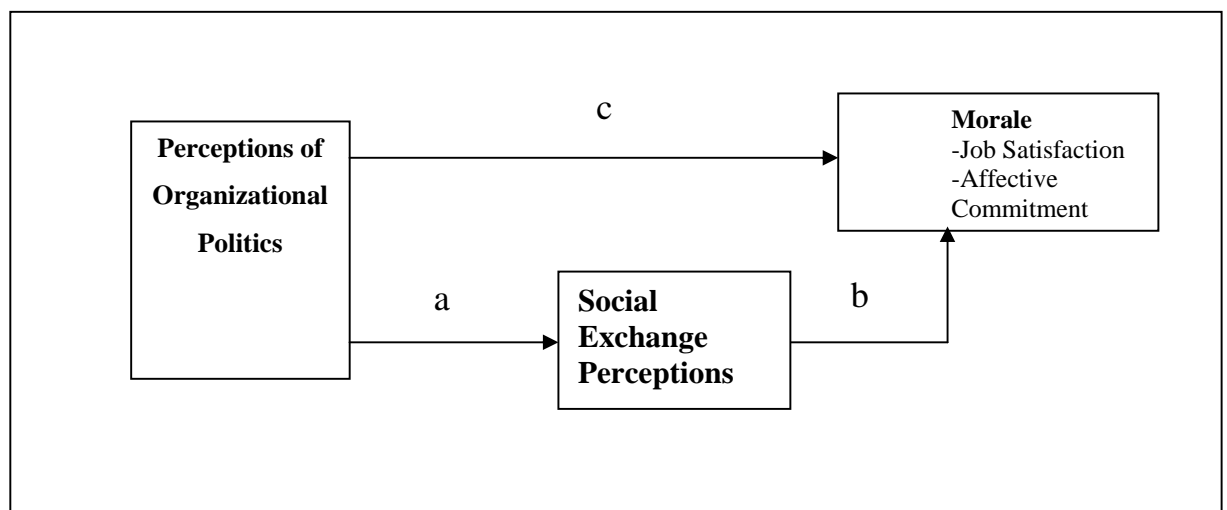 c
Perceptions of
Organizational
Politics
Morale
-Job Satisfaction
-Affective
Commitment
a
Social
Exchange
Perceptions
b